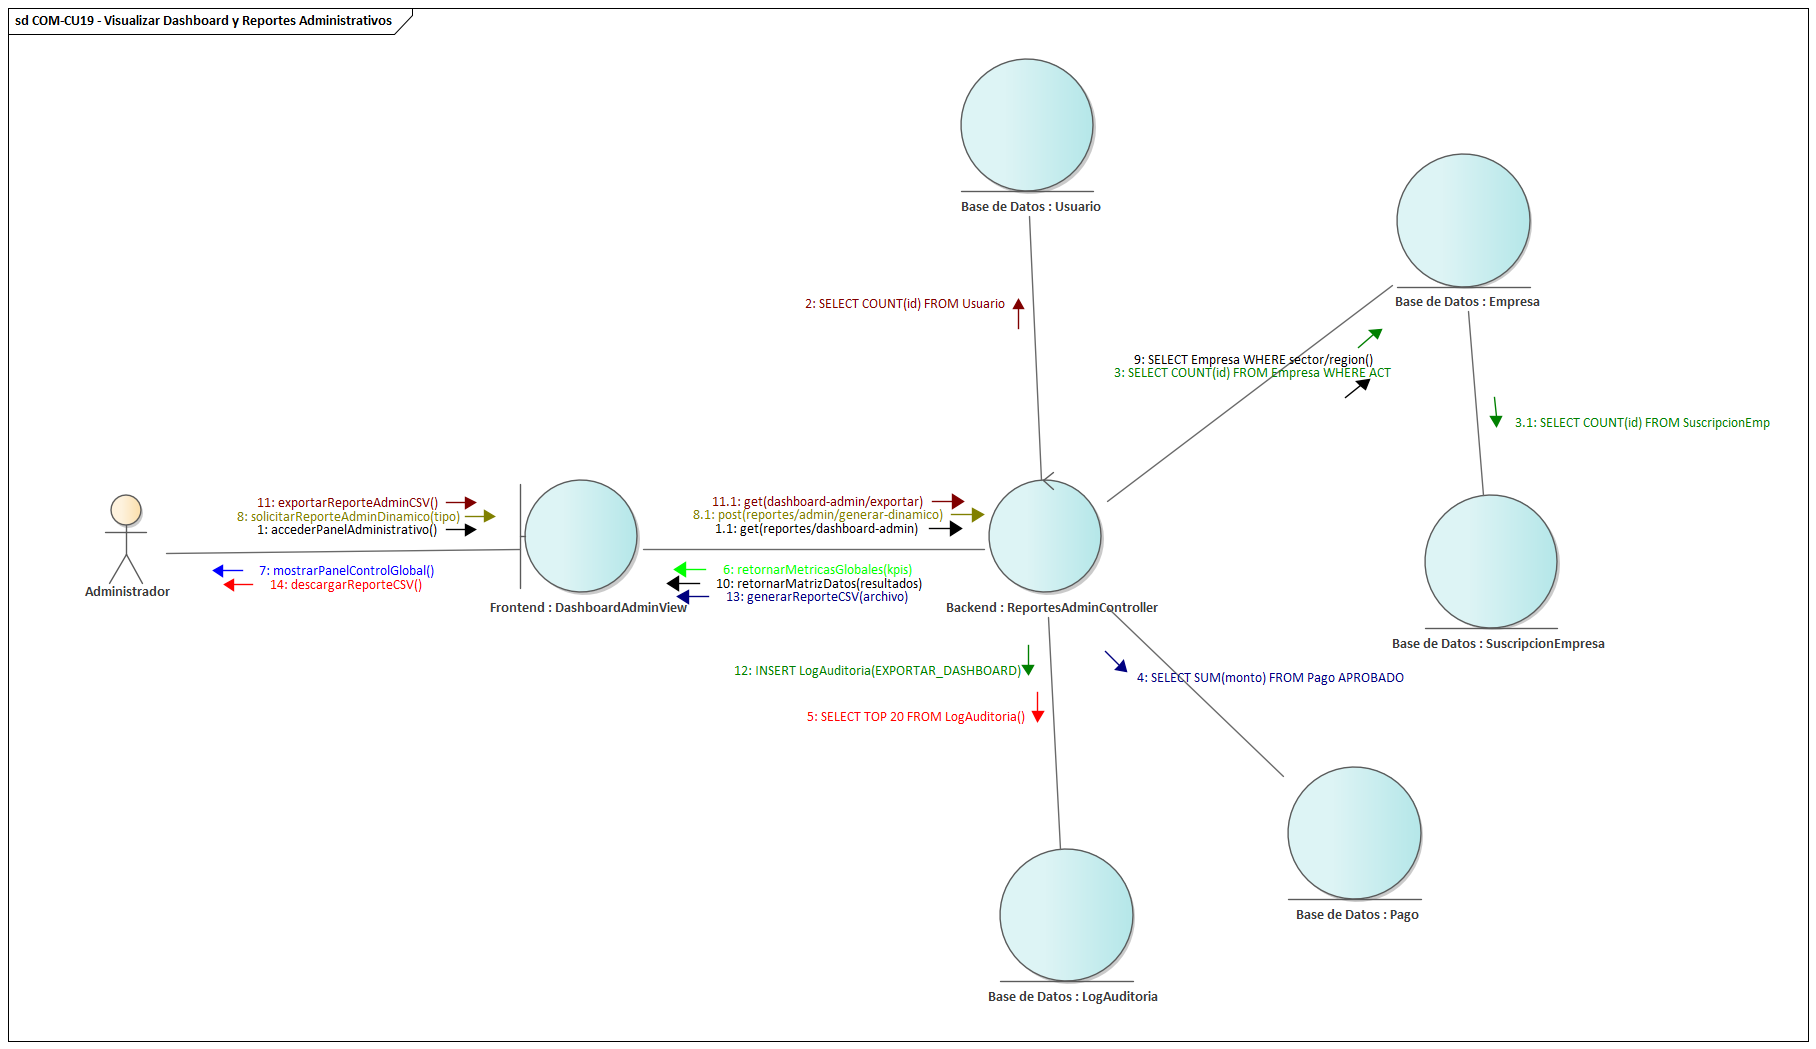 sd COM-CU19 - Visualizar Dashboard y Reportes Administrativos
Base de Datos : Usuario
Base de Datos : Empresa
2: SELECT COUNT(id) FROM Usuario
9: SELECT Empresa WHERE sector/region()
3: SELECT COUNT(id) FROM Empresa WHERE ACT
3.1: SELECT COUNT(id) FROM SuscripcionEmp
11: exportarReporteAdminCSV()
8: solicitarReporteAdminDinamico(tipo)
1: accederPanelAdministrativo()
11.1: get(dashboard-admin/exportar)
8.1: post(reportes/admin/generar-dinamico)
1.1: get(reportes/dashboard-admin)
7: mostrarPanelControlGlobal()
14: descargarReporteCSV()
6: retornarMetricasGlobales(kpis)
10: retornarMatrizDatos(resultados)
13: generarReporteCSV(archivo)
Administrador
Frontend : DashboardAdminView
Backend : ReportesAdminController
Base de Datos : SuscripcionEmpresa
12: INSERT LogAuditoria(EXPORTAR_DASHBOARD)
4: SELECT SUM(monto) FROM Pago APROBADO
5: SELECT TOP 20 FROM LogAuditoria()
Base de Datos : Pago
Base de Datos : LogAuditoria